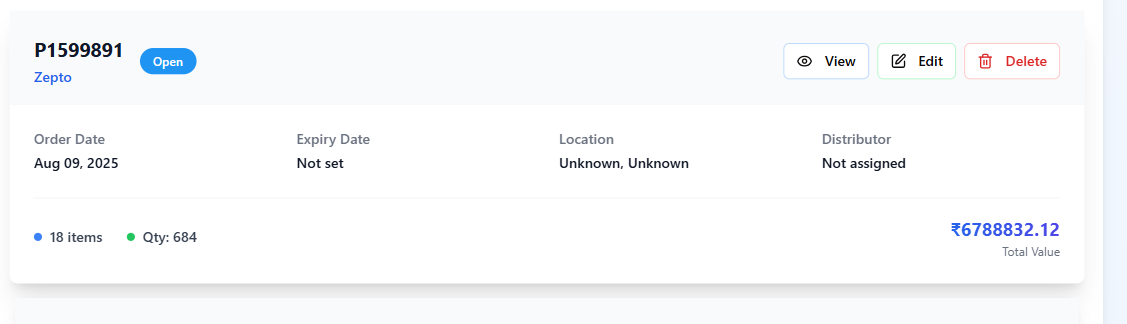 P1599891
Open
Zepto
View
Edit
Delete
Order Date
Expiry Date
Location
Distributor
Aug 09, 2025
Not set
Unknown, Unknown
Not assigned
18 items
Qty: 684
₹6788832.12
Total Value